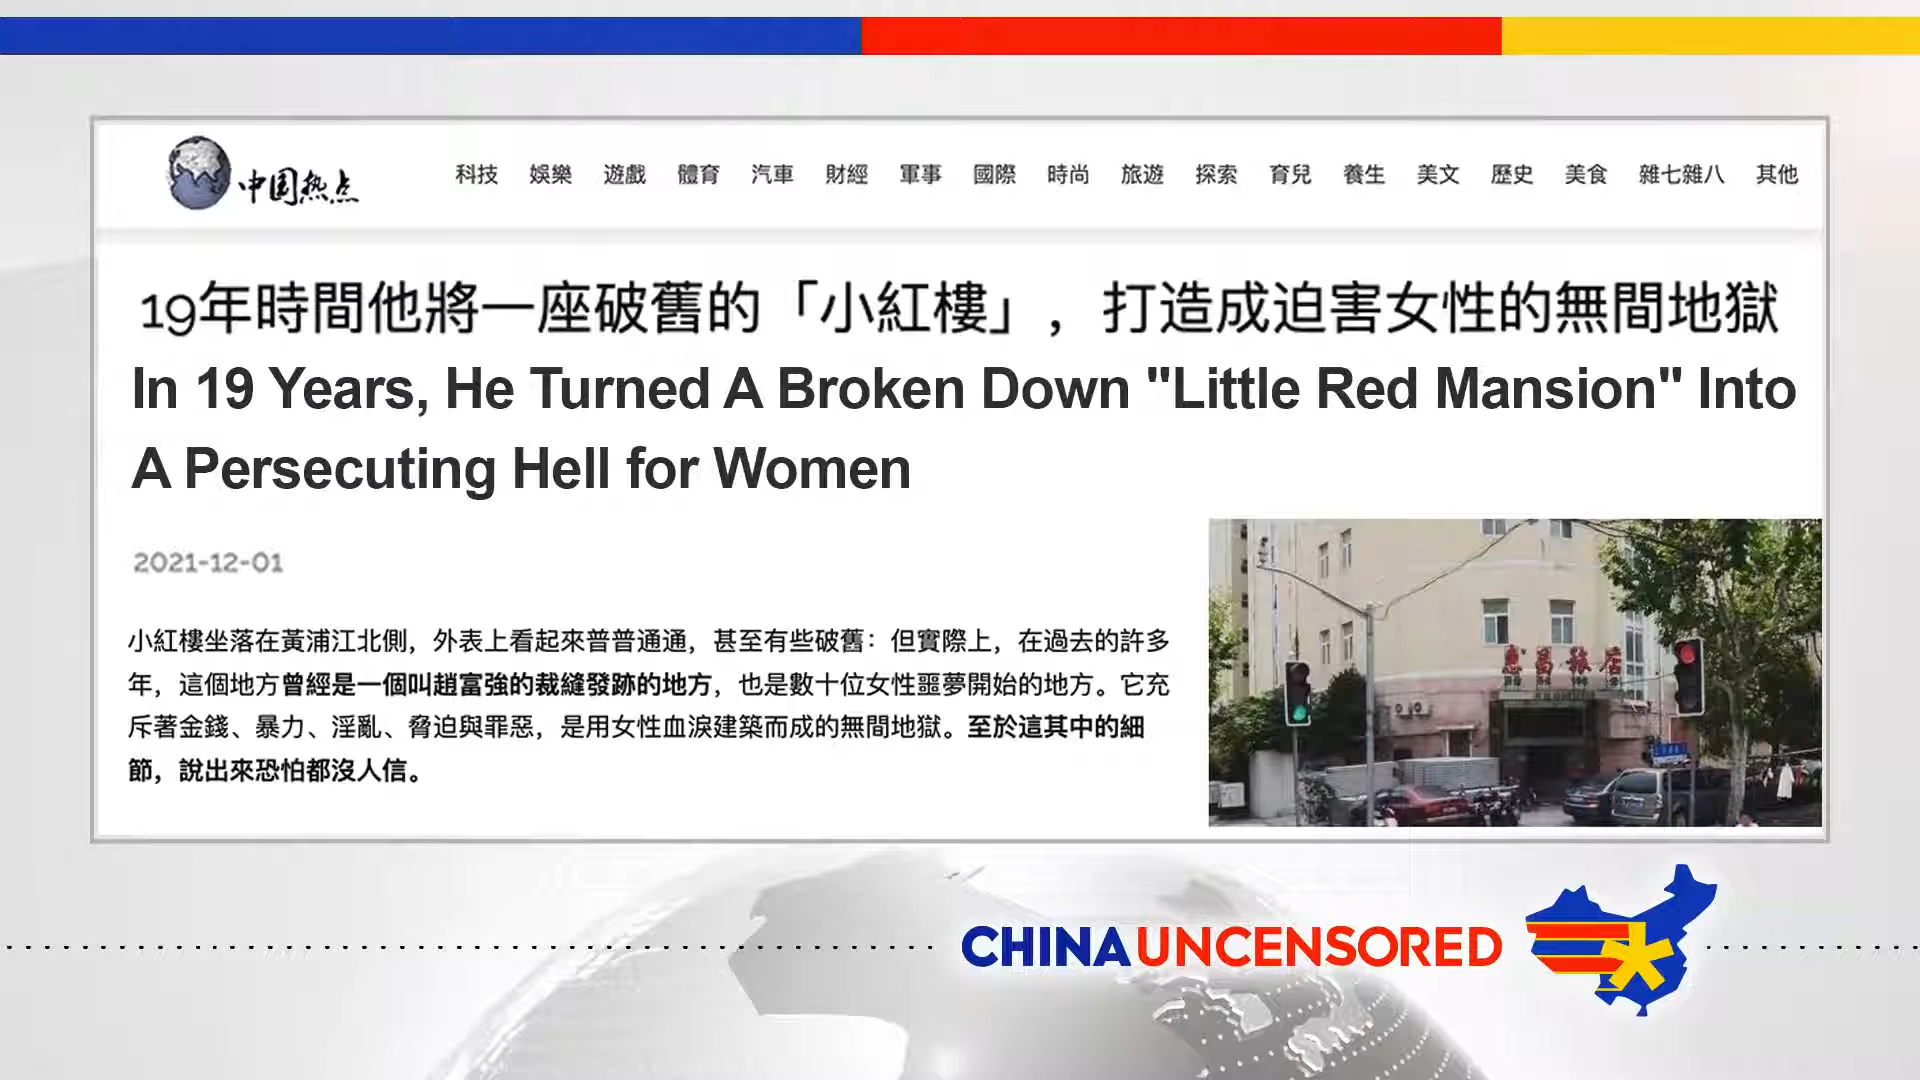 中国热点
科技 娛樂 遊戲 體育 汽車 財經 軍事 國際 時尚 旅遊 探索 育兒 養生 美文 歷史 美食 雜七雜八 其他
19年時間他將一座破舊的「小紅樓」，打造成迫害女性的無間地獄
In 19 Years, He Turned A Broken Down "Little Red Mansion" Into
A Persecuting Hell for Women
2021-12-01
小紅樓坐落在黃浦江北側，外表上看起來普普通通，甚至有些破舊：但實際上，在過去的許多
年，這個地方曾經是一個叫趙富強的裁縫發跡的地方，也是數十位女性噩夢開始的地方。它充
斥著金錢、暴力、淫亂、脅迫與罪惡，是用女性血淚建築而成的無間地獄。至於這其中的細
節，說出來恐怕都沒人信。
CHINA UNCENSORED